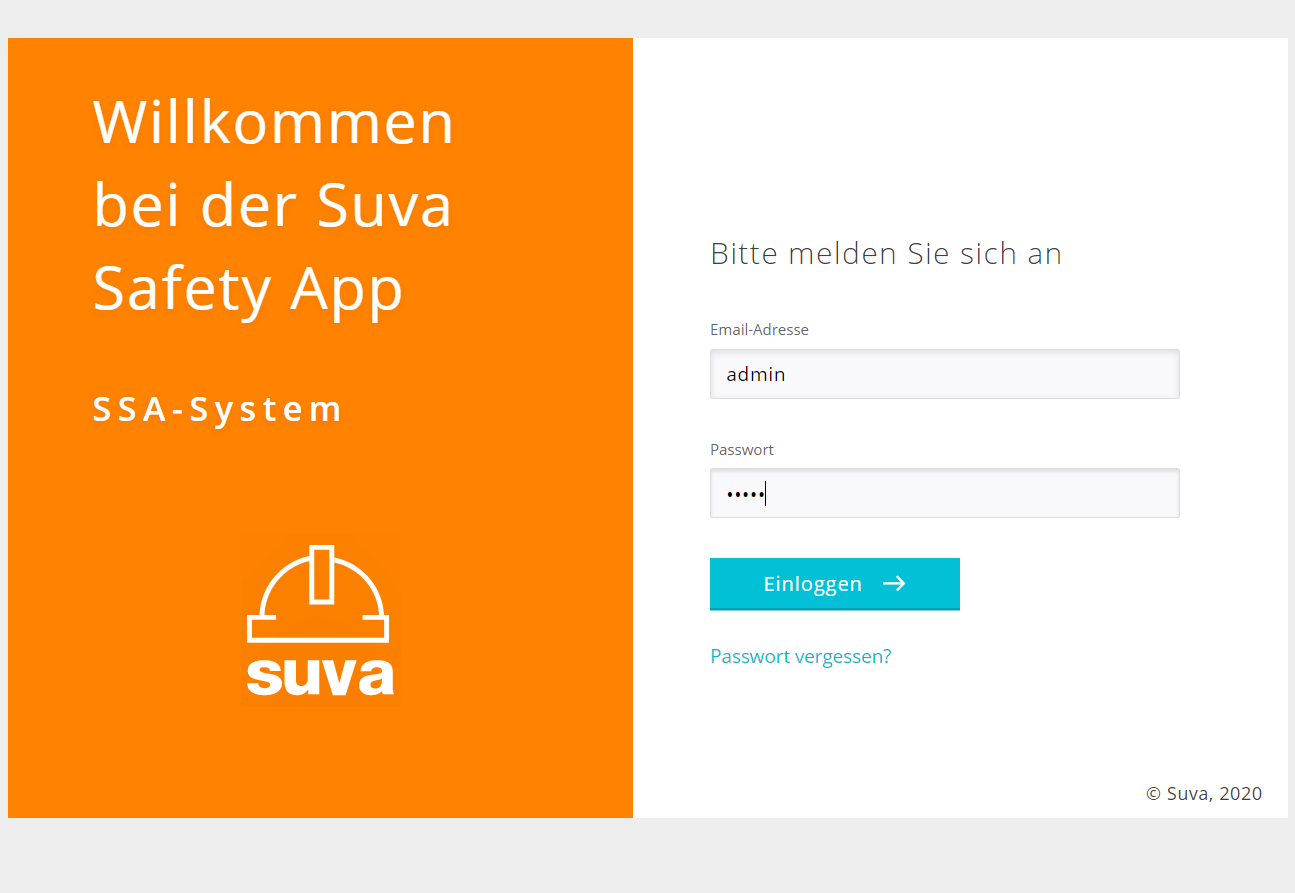 Willkommen
bei der Suva
Safety App
SSA-System
suva
Bitte melden Sie sich an
Email-Adresse
admin
Passwort
•••••
Einloggen →
Passwort vergessen?
© Suva, 2020